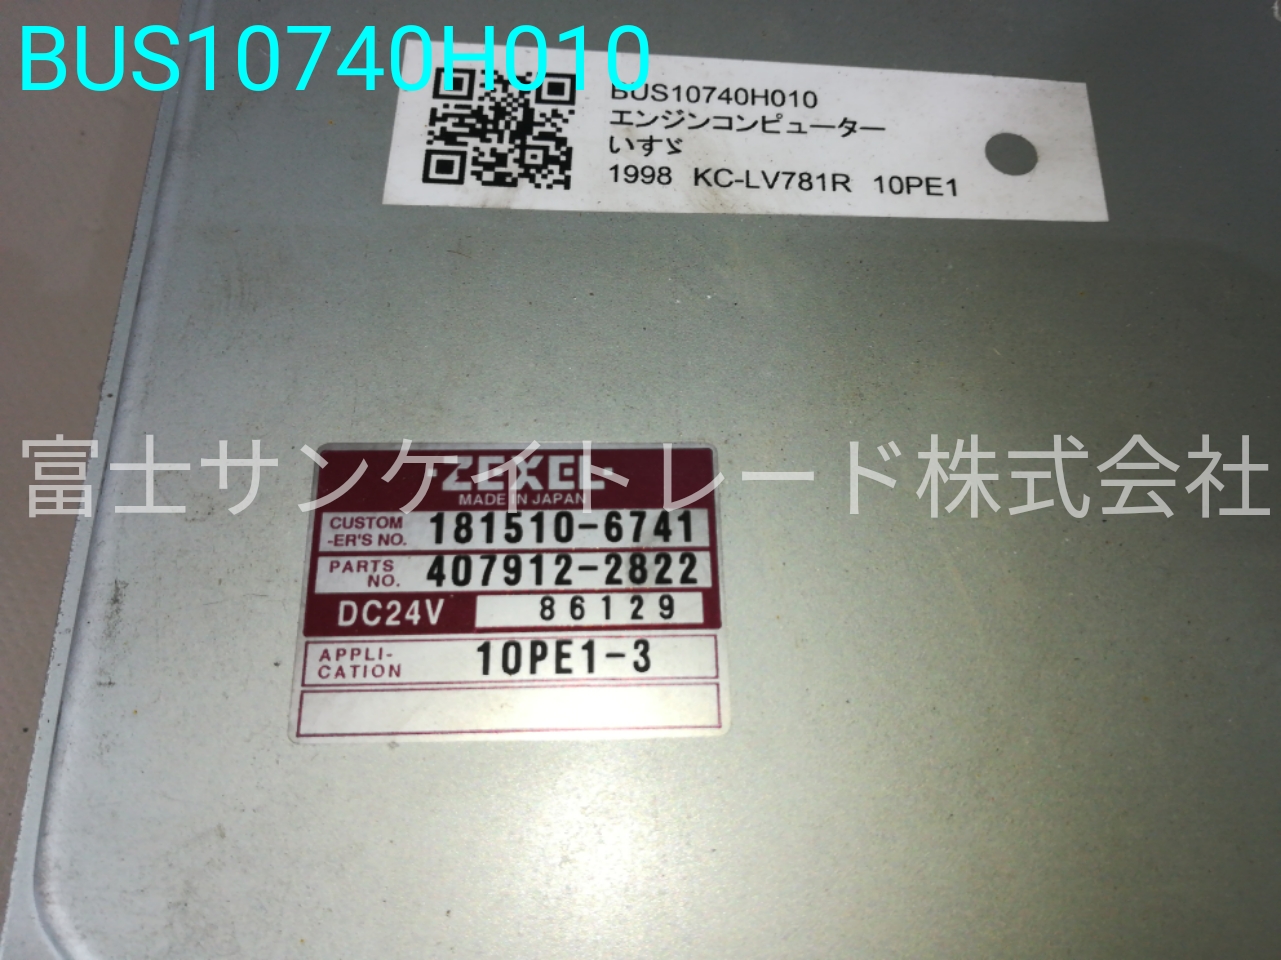 BUS10740H010
BUS10740H010
エンジンコンピューター
いすゞ
1998 KC-LV781R 10PE1
富士サンケイトレード株式会社
ZEXEL
MADE IN JAPAN
CUSTOM
-ER'S NO. 181510-6741
PARTS
NO. 407912-2822
DC24V 86129
APPLI-
CATION 10PE1-3